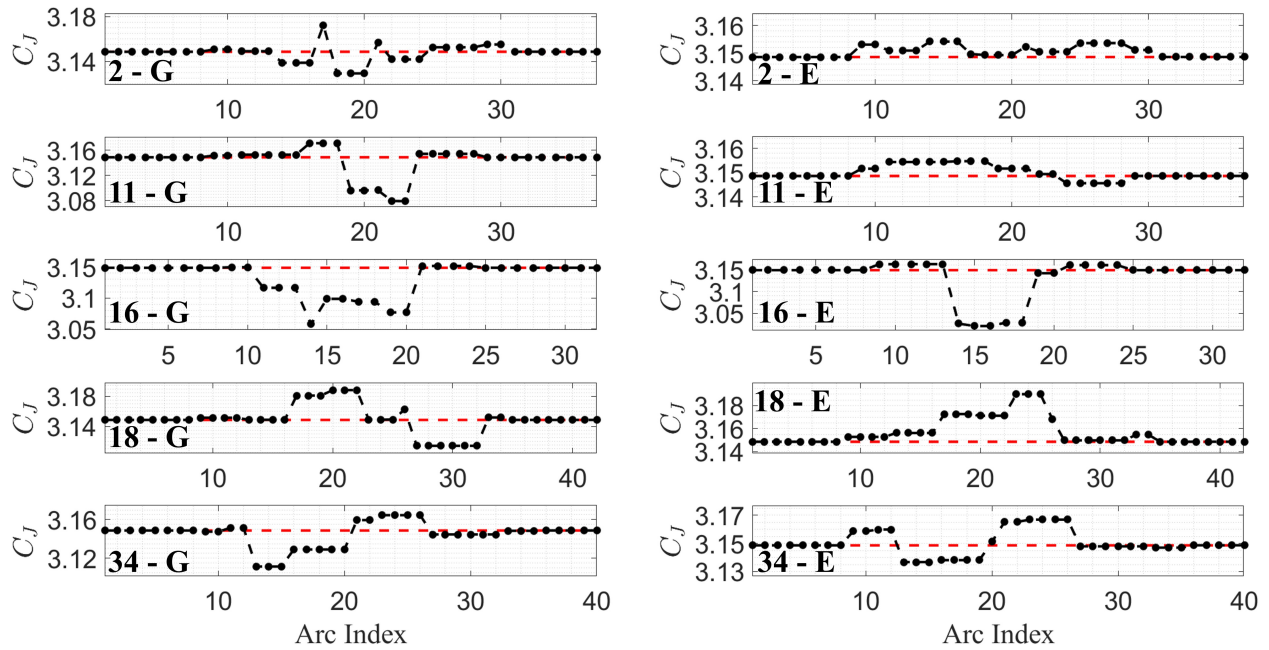 3.18
3.14
C_J
2 - G
10 20 30
3.16
3.15
3.14
C_J
2 - E
10 20 30
3.16
3.12
3.08
C_J
11 - G
10 20 30
3.16
3.15
3.14
C_J
11 - E
10 20 30
3.15
3.1
3.05
C_J
16 - G
5 10 15 20 25 30
3.15
3.1
3.05
C_J
16 - E
5 10 15 20 25 30
3.18
3.14
C_J
18 - G
10 20 30 40
3.18
3.16
3.14
C_J
18 - E
10 20 30 40
3.16
3.12
C_J
34 - G
10 20 30 40
Arc Index
3.17
3.15
3.13
C_J
34 - E
10 20 30 40
Arc Index